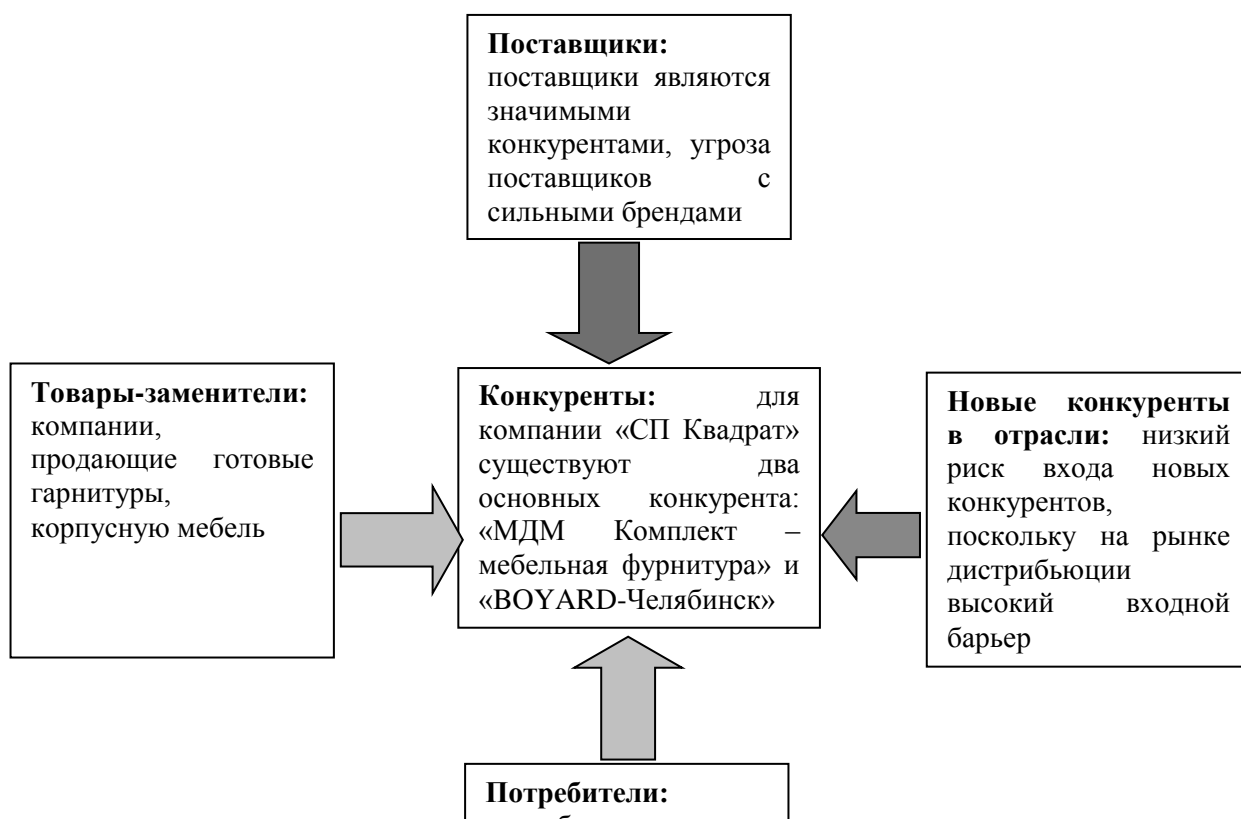 Поставщики:
поставщики являются
значимыми
конкурентами, угроза
поставщиков с
сильными брендами
Товары-заменители:
компании,
продающие готовые
гарнитуры,
корпусную мебель
Конкуренты: для
компании «СП Квадрат»
существуют два
основных конкурента:
«МДМ Комплект –
мебельная фурнитура» и
«BOYARD-Челябинск»
Новые конкуренты
в отрасли: низкий
риск входа новых
конкурентов,
поскольку на рынке
дистрибьюции
высокий входной
барьер
Потребители: